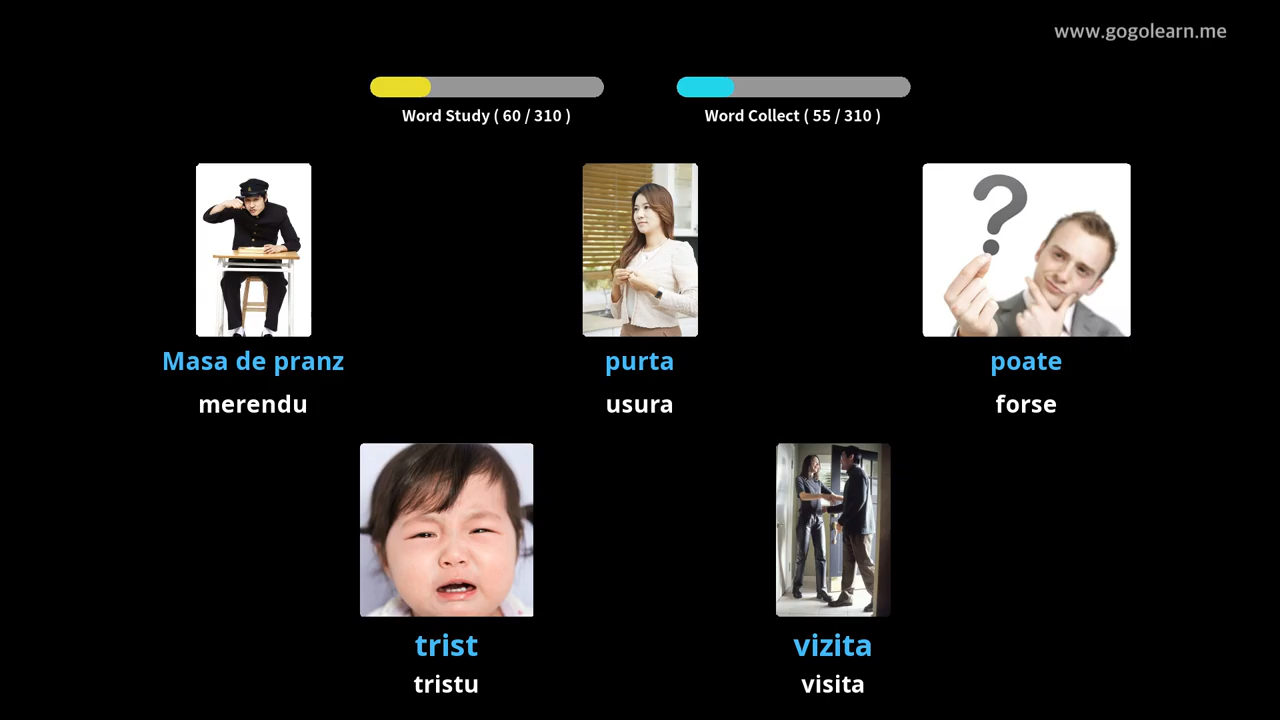 www.gogolearn.me
Word Study ( 60 / 310 )
Word Collect ( 55 / 310 )
Masa de pranz
merendu
purta
usura
poate
forse
trist
tristu
vizita
visita